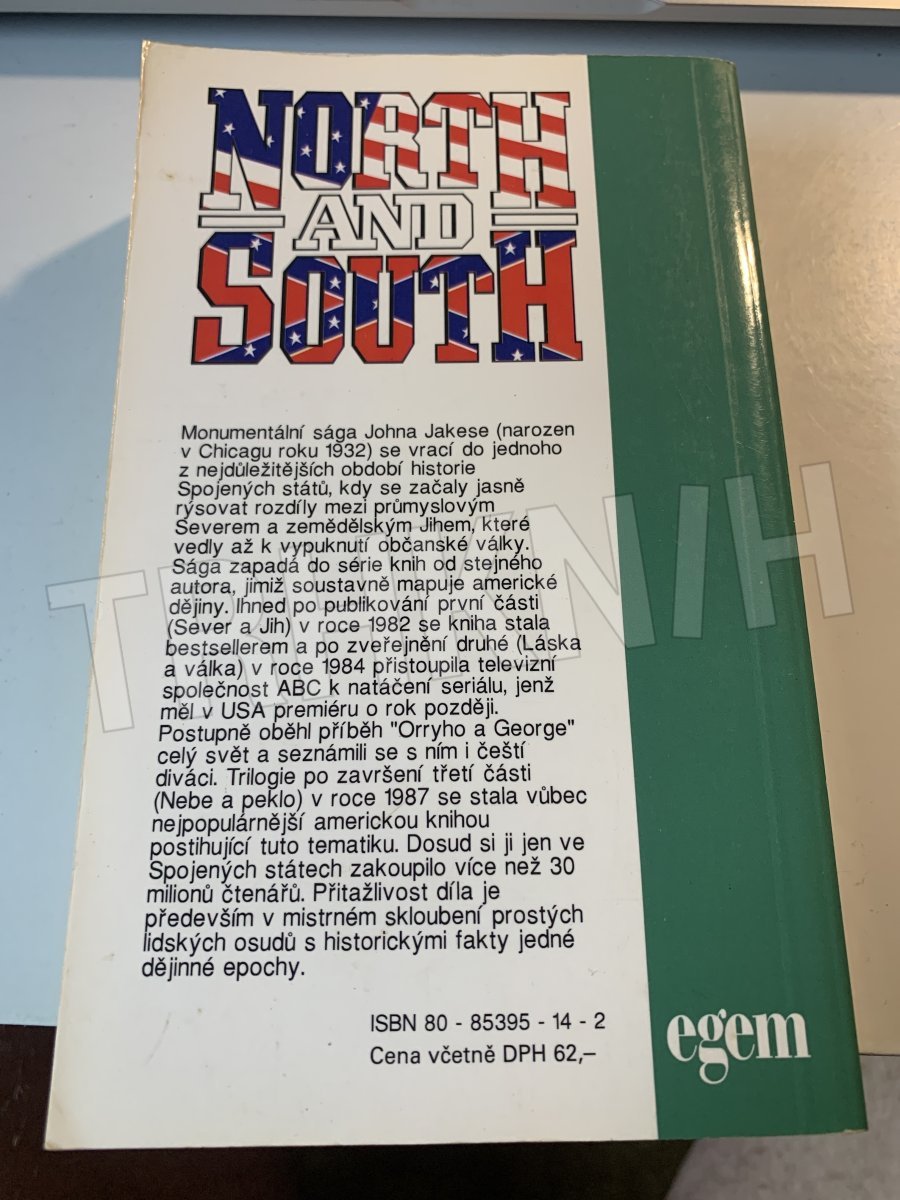 NORTH
AND
SOUTH
Monumentální sága Johna Jakese (narozen
v Chicagu roku 1932) se vrací do jednoho
z nejdůležitějších období historie
Spojených států, kdy se začaly jasně
rýsovat rozdíly mezi průmyslovým
Severem a zemědělským Jihem, které
vedly až k vypuknutí občanské války.
Sága zapadá do série knih od stejného
autora, jimiž soustavně mapuje americké
dějiny. Ihned po publikování první části
(Sever a Jih) v roce 1982 se kniha stala
bestsellerem a po zveřejnění druhé (Láska
a válka) v roce 1984 přistoupila televizní
společnost ABC k natáčení seriálu, jenž
měl v USA premiéru o rok později.
Postupně oběhl příběh "Orryho a George"
celý svět a seznámili se s ním i čeští
diváci. Trilogie po završení třetí části
(Nebe a peklo) v roce 1987 se stala vůbec
nejpopulárnější americkou knihou
postihující tuto tematiku. Dosud si ji jen ve
Spojených státech zakoupilo více než 30
milionů čtenářů. Přitažlivost díla je
především v mistrném skloubení prostých
lidských osudů s historickými fakty jedné
dějinné epochy.
ISBN 80 - 85395 - 14 - 2
Cena včetně DPH 62,–
egem